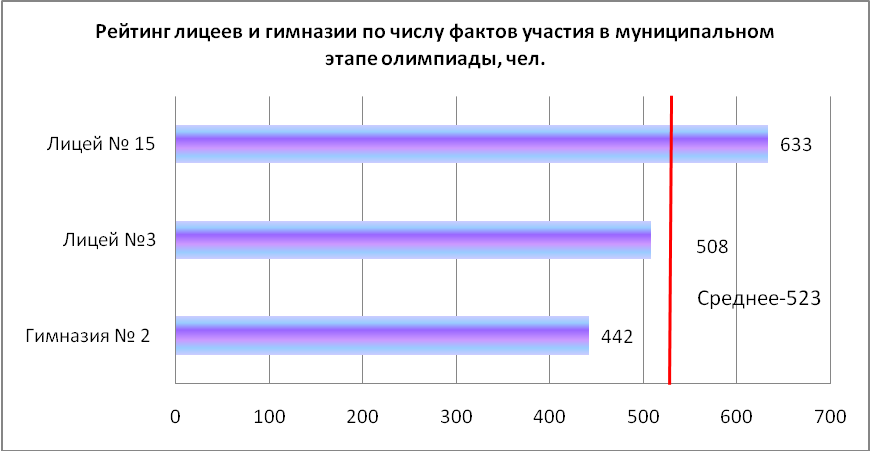 Рейтинг лицеев и гимназии по числу фактов участия в муниципальном
этапе олимпиады, чел.
Лицей № 15
633
Лицей №3
508
Среднее-523
Гимназия № 2
442
0 100 200 300 400 500 600 700